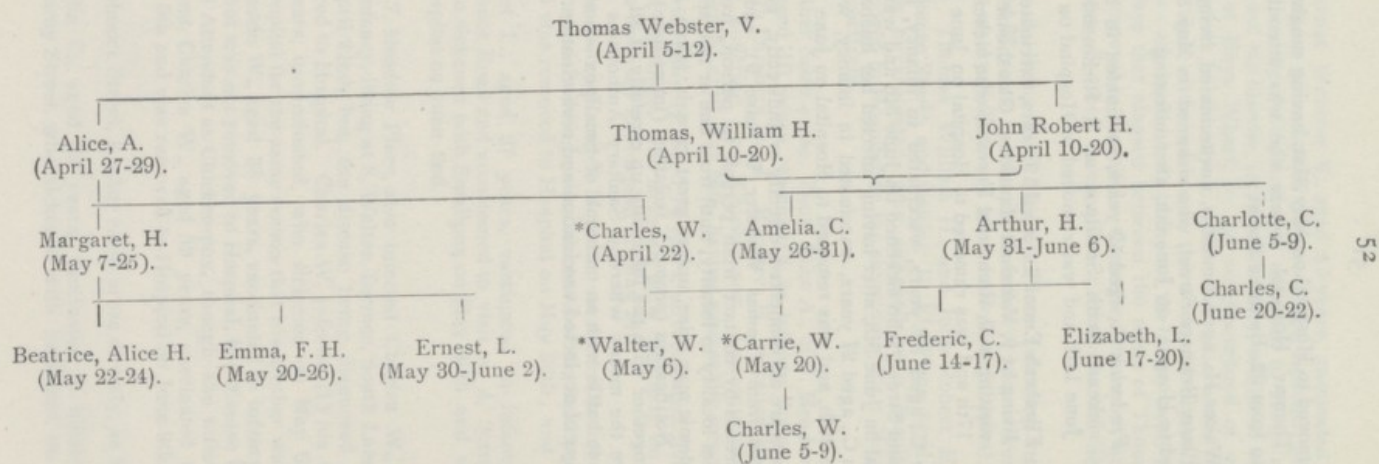 Thomas Webster, V.
(April 5-12).
Alice, A.
(April 27-29).
Thomas, William H.
(April 10-20).
John Robert H.
(April 10-20).
Margaret, H.
(May 7-25).
*Charles, W.
(April 22).
Amelia. C.
(May 26-31).
Arthur, H.
(May 31-June 6).
Charlotte, C.
(June 5-9).
Charles, C.
(June 20-22).
Beatrice, Alice H.
(May 22-24).
Emma, F. H.
(May 20-26).
Ernest, L.
(May 30-June 2).
*Walter, W.
(May 6).
*Carrie, W.
(May 20).
Frederic, C.
(June 14-17).
Elizabeth, L.
(June 17-20).
Charles, W.
(June 5-9).
52